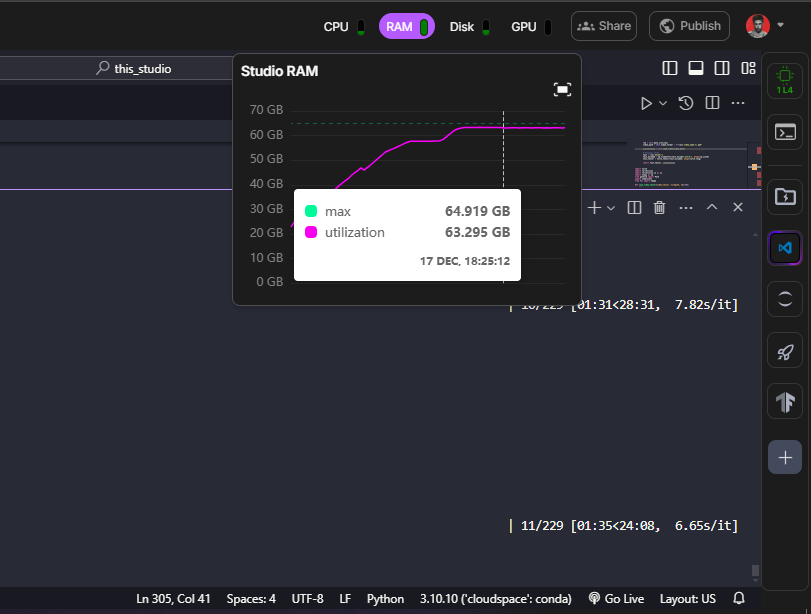 CPU RAM Disk GPU Share Publish
this_studio
Studio RAM
1 L4
70 GB
60 GB
50 GB
40 GB
30 GB
20 GB
10 GB
0 GB
max 64.919 GB
utilization 63.295 GB
17 DEC, 18:25:12
| 10/229 [01:31<28:31, 7.82s/it]
| 11/229 [01:35<24:08, 6.65s/it]
Ln 305, Col 41 Spaces: 4 UTF-8 LF Python 3.10.10 ('cloudspace': conda) Go Live Layout: US